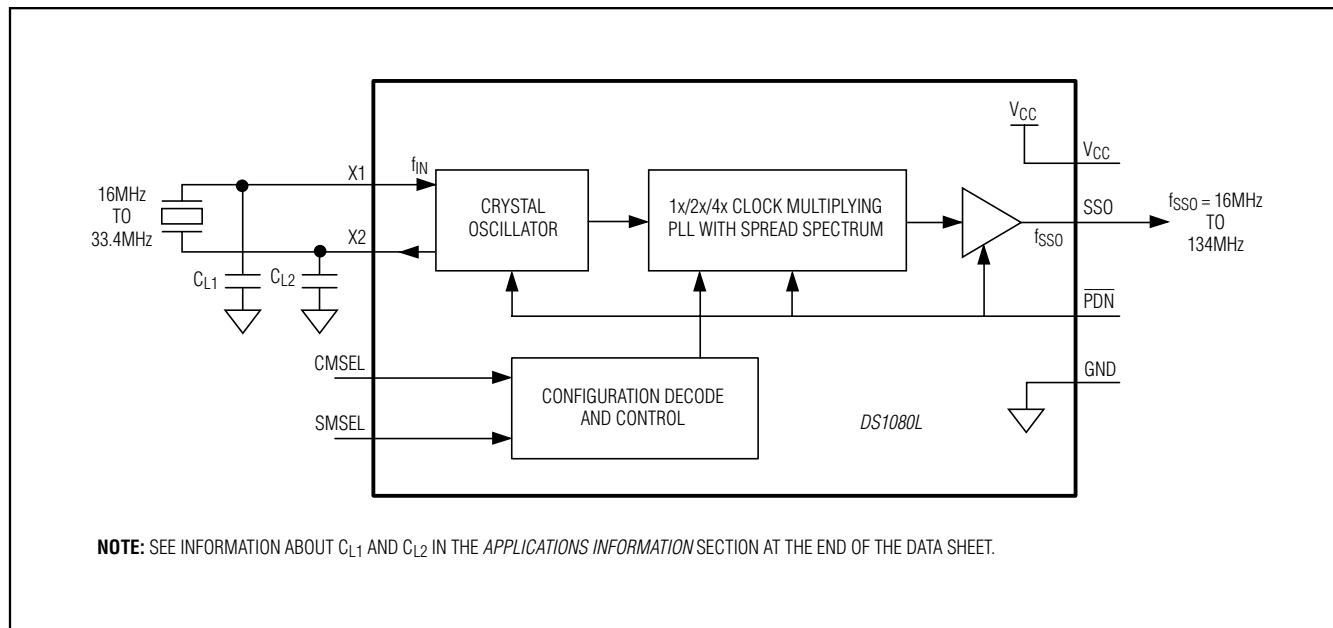 VCC
VCC
X1
fIN
16MHz
TO
33.4MHz
CRYSTAL
OSCILLATOR
1x/2x/4x CLOCK MULTIPLYING
PLL WITH SPREAD SPECTRUM
SSO
fSSO
fSSO = 16MHz
TO
134MHz
X2
CL1
CL2
PDN
CMSEL
SMSEL
CONFIGURATION DECODE
AND CONTROL
GND
DS1080L
NOTE: SEE INFORMATION ABOUT CL1 AND CL2 IN THE APPLICATIONS INFORMATION SECTION AT THE END OF THE DATA SHEET.